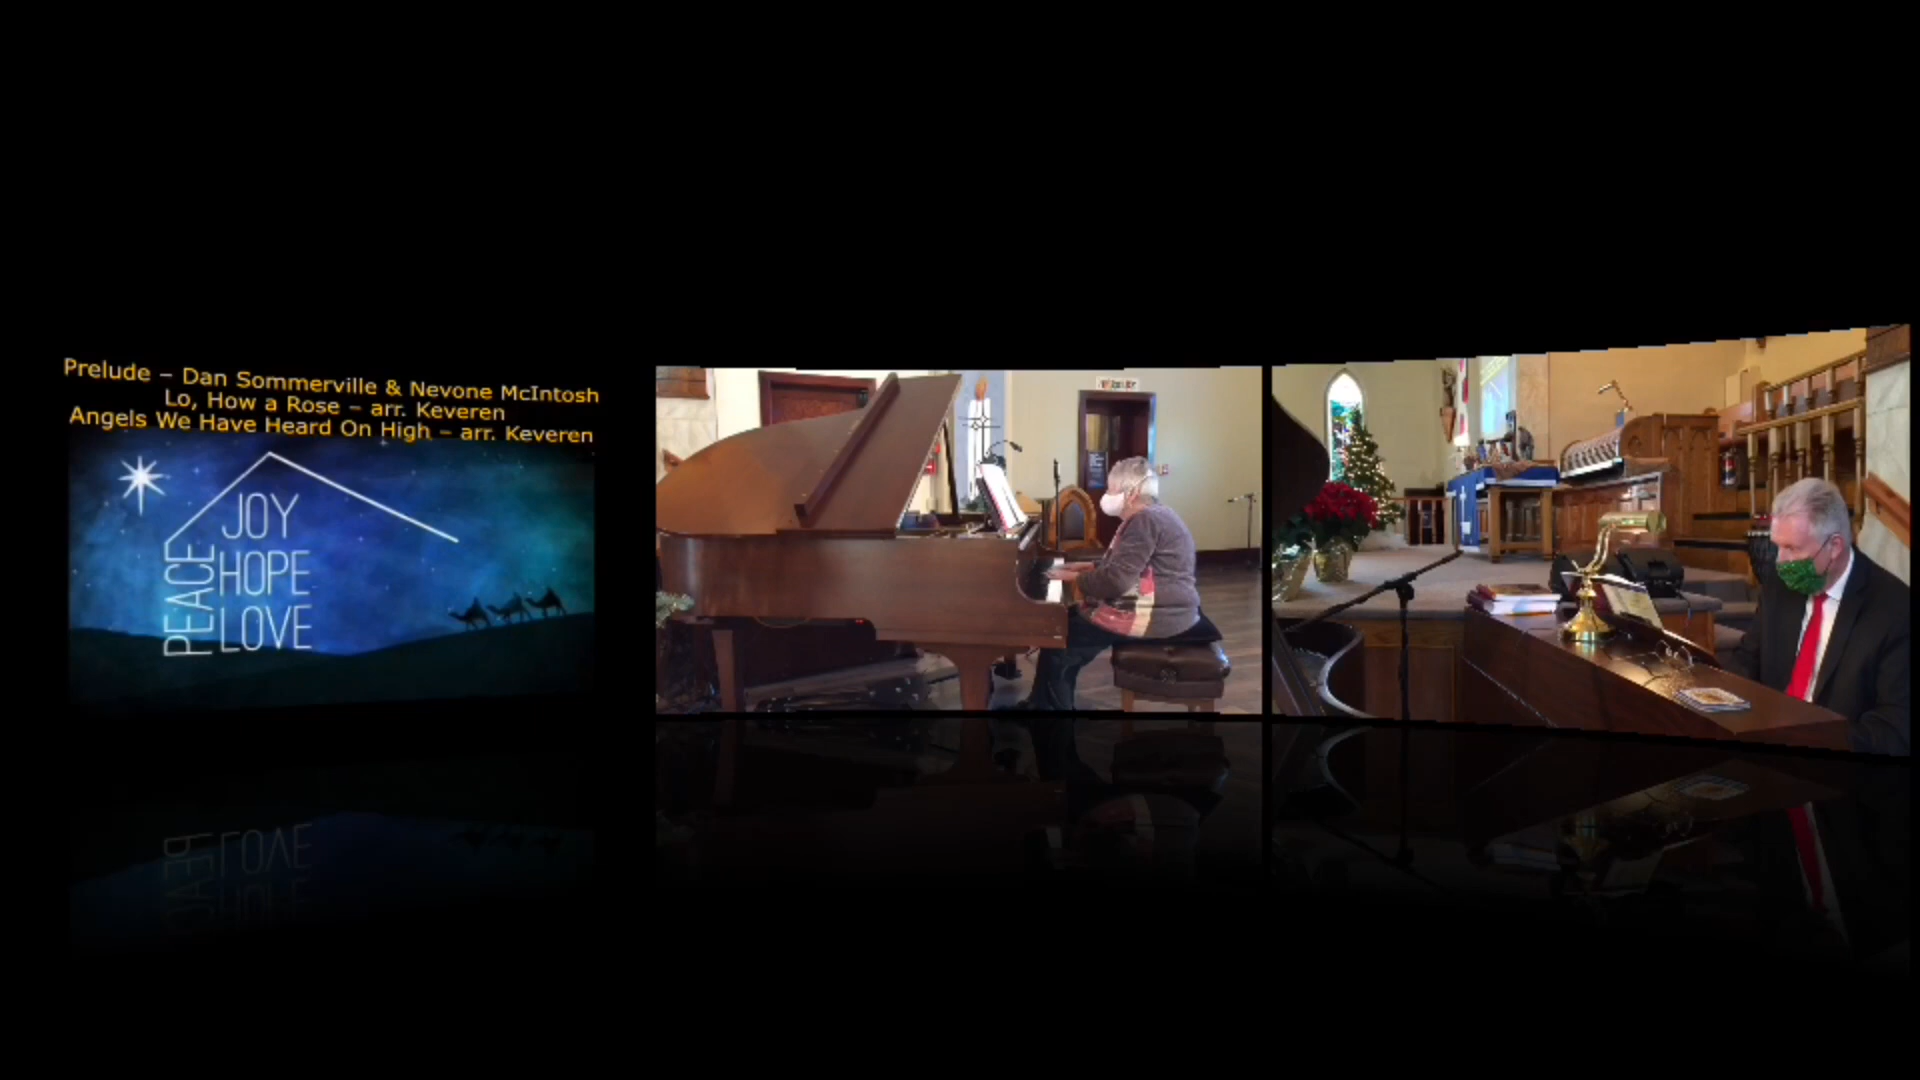 Prelude – Dan Sommerville & Nevone McIntosh
Lo, How a Rose – arr. Keveren
Angels We Have Heard On High – arr. Keveren
JOY
PEACE
HOPE
LOVE